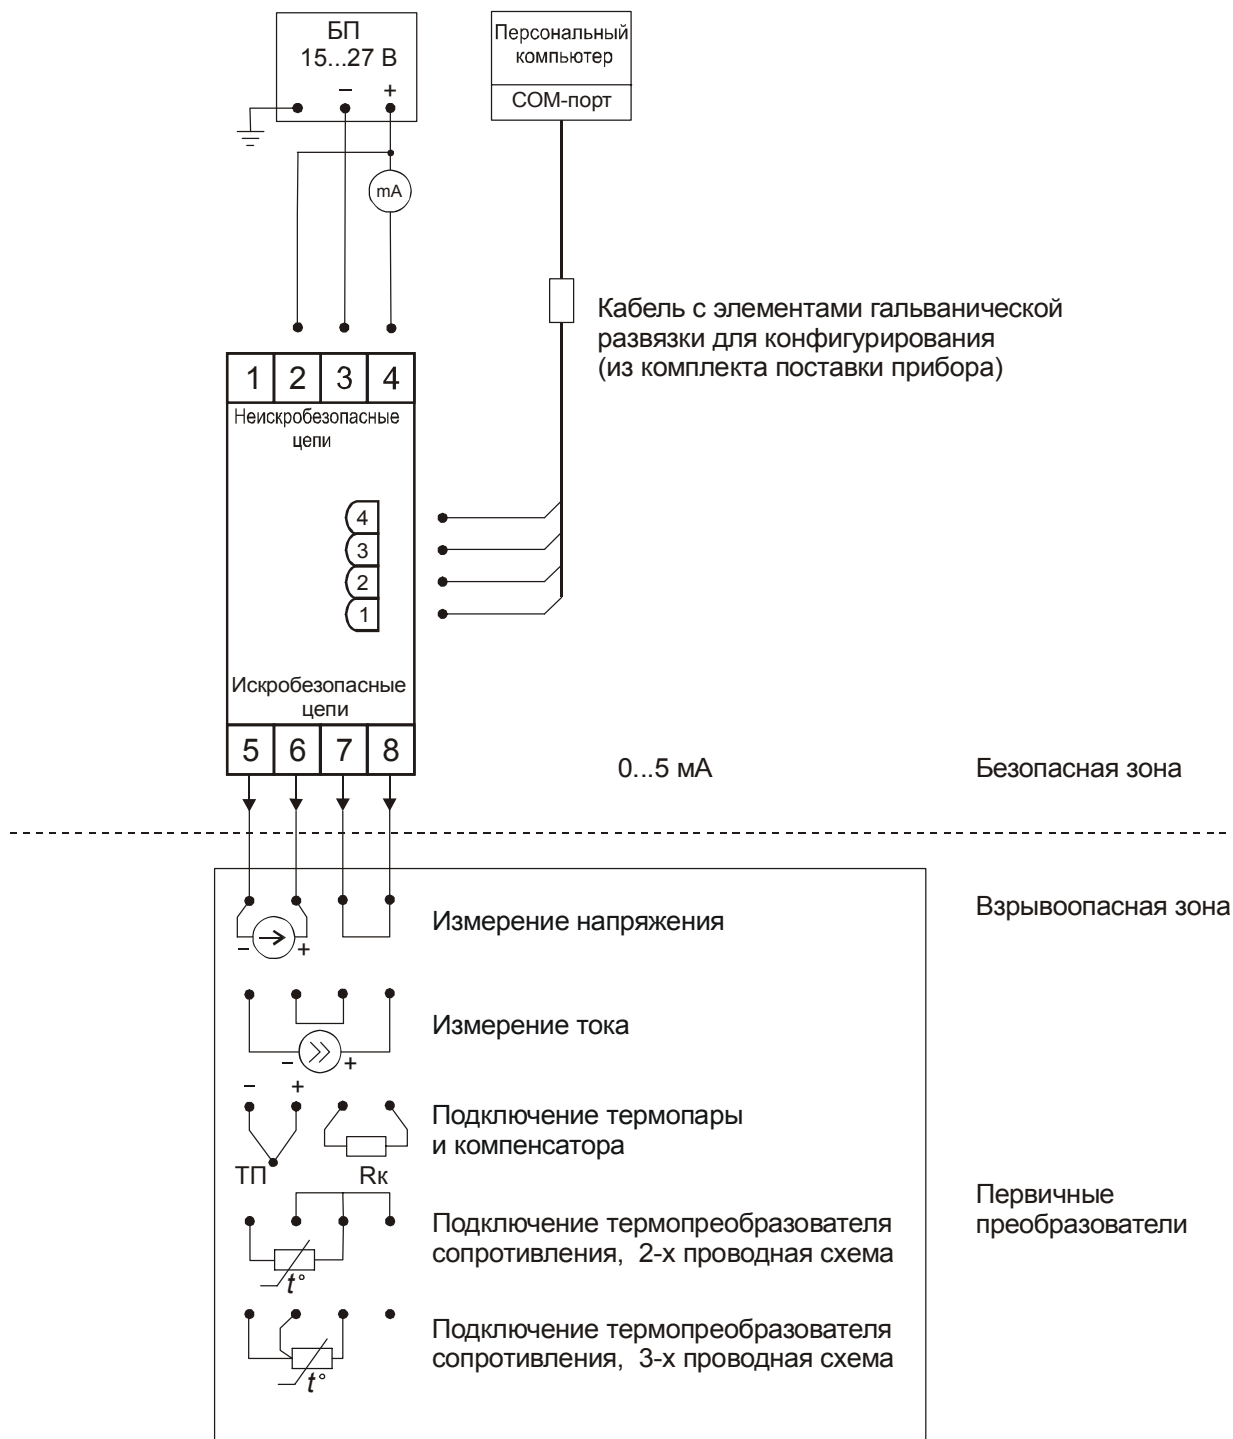 БП
15...27 В
− +
Персональный
компьютер
COM-порт
mA
Кабель с элементами гальванической
развязки для конфигурирования
(из комплекта поставки прибора)
1 2 3 4
Неискробезопасные
цепи
4
3
2
1
Искробезопасные
цепи
5 6 7 8
0...5 мА
Безопасная зона
Взрывоопасная зона
Измерение напряжения
− +
Измерение тока
− +
− +
Подключение термопары
и компенсатора
ТП Rк
Первичные
преобразователи
Подключение термопреобразователя
сопротивления, 2-х проводная схема
t°
Подключение термопреобразователя
сопротивления, 3-х проводная схема
t°